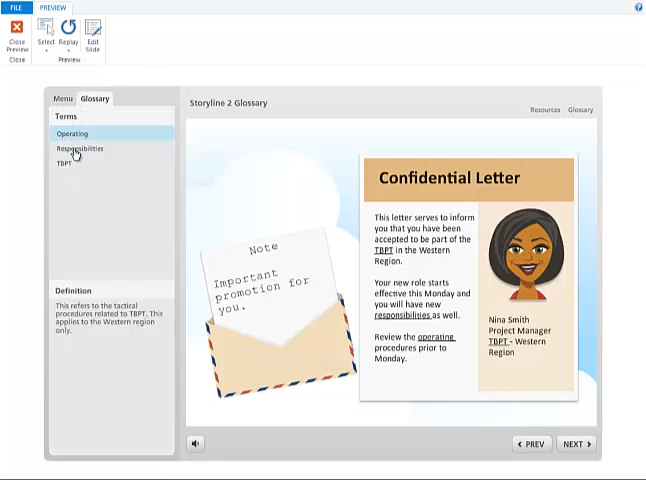 FILE
PREVIEW
Close
Preview
Select
Replay
Edit
Slide
Close
Preview
Menu
Glossary
Storyline 2 Glossary
Resources
Glossary
Terms
Operating
Responsibilities
TBPT
Definition
This refers to the tactical
procedures related to TBPT. This
applies to the Western region
only.
Note
Important
promotion for
you.
Confidential Letter
This letter serves to inform
you that you have been
accepted to be part of the
TBPT in the Western
Region.
Your new role starts
effective this Monday and
you will have new
responsibilities as well.
Review the operating
procedures prior to
Monday.
Nina Smith
Project Manager
TBPT - Western
Region
PREV
NEXT